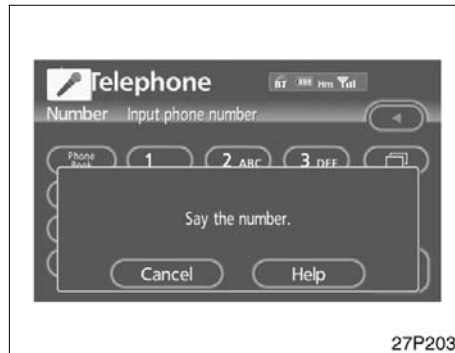 Telephone
BT Hm
Number Input phone number
Phone Book 1 2 ABC 3 DEF
Say the number.
Cancel Help
27P203